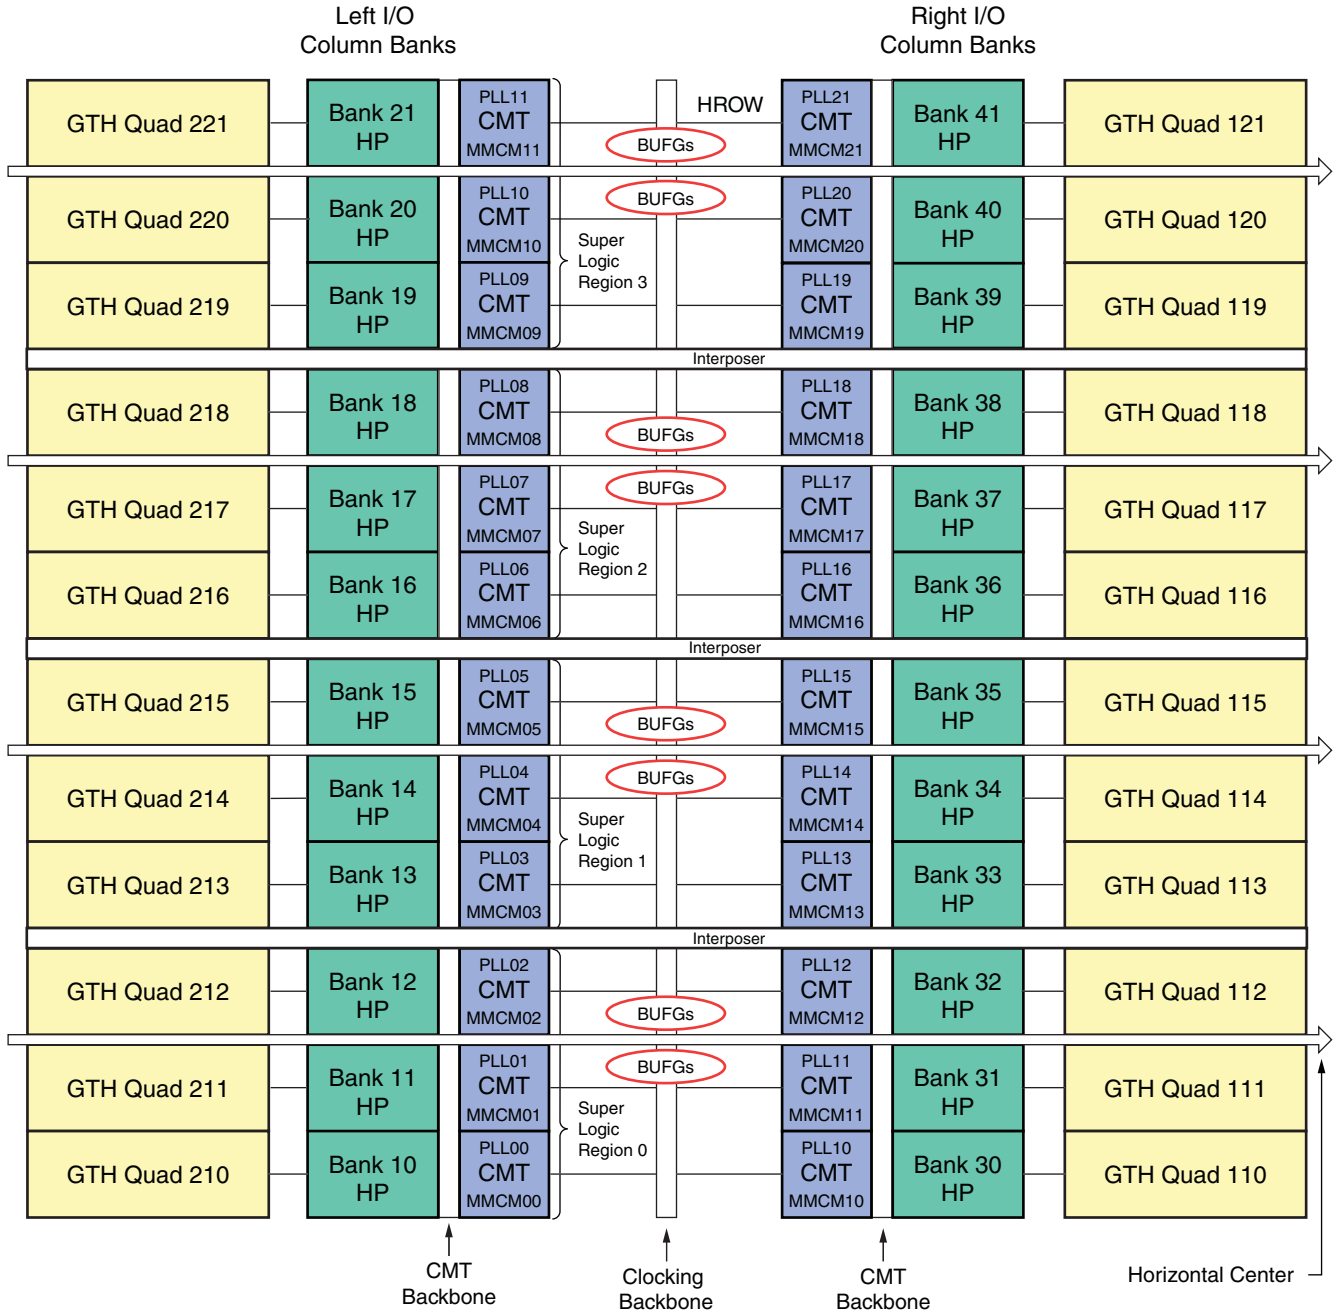 Left I/O
Column Banks
Right I/O
Column Banks
GTH Quad 221
Bank 21
HP
PLL11
CMT
MMCM11
HROW
BUFGs
PLL21
CMT
MMCM21
Bank 41
HP
GTH Quad 121
GTH Quad 220
Bank 20
HP
PLL10
CMT
MMCM10
BUFGs
PLL20
CMT
MMCM20
Bank 40
HP
GTH Quad 120
Super
Logic
Region 3
GTH Quad 219
Bank 19
HP
PLL09
CMT
MMCM09
PLL19
CMT
MMCM19
Bank 39
HP
GTH Quad 119
Interposer
GTH Quad 218
Bank 18
HP
PLL08
CMT
MMCM08
BUFGs
PLL18
CMT
MMCM18
Bank 38
HP
GTH Quad 118
GTH Quad 217
Bank 17
HP
PLL07
CMT
MMCM07
BUFGs
PLL17
CMT
MMCM17
Bank 37
HP
GTH Quad 117
Super
Logic
Region 2
GTH Quad 216
Bank 16
HP
PLL06
CMT
MMCM06
PLL16
CMT
MMCM16
Bank 36
HP
GTH Quad 116
Interposer
GTH Quad 215
Bank 15
HP
PLL05
CMT
MMCM05
BUFGs
PLL15
CMT
MMCM15
Bank 35
HP
GTH Quad 115
GTH Quad 214
Bank 14
HP
PLL04
CMT
MMCM04
BUFGs
PLL14
CMT
MMCM14
Bank 34
HP
GTH Quad 114
Super
Logic
Region 1
GTH Quad 213
Bank 13
HP
PLL03
CMT
MMCM03
PLL13
CMT
MMCM13
Bank 33
HP
GTH Quad 113
Interposer
GTH Quad 212
Bank 12
HP
PLL02
CMT
MMCM02
BUFGs
PLL12
CMT
MMCM12
Bank 32
HP
GTH Quad 112
GTH Quad 211
Bank 11
HP
PLL01
CMT
MMCM01
BUFGs
PLL11
CMT
MMCM11
Bank 31
HP
GTH Quad 111
Super
Logic
Region 0
GTH Quad 210
Bank 10
HP
PLL00
CMT
MMCM00
PLL10
CMT
MMCM10
Bank 30
HP
GTH Quad 110
CMT
Backbone
Clocking
Backbone
CMT
Backbone
Horizontal Center